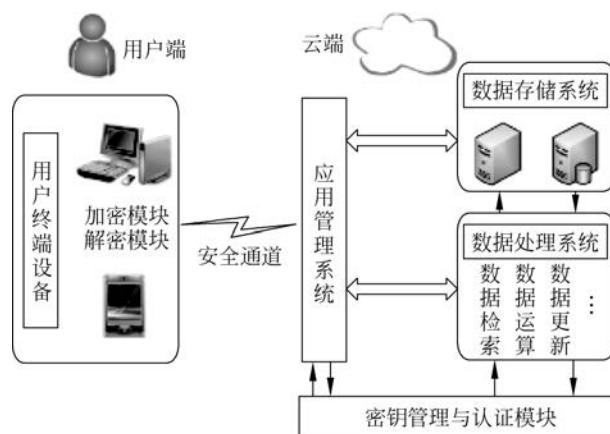 用户端
云端
用户终端设备
加密模块
解密模块
安全通道
应用管理系统
数据存储系统
数据处理系统
数据检索
数据运算
数据更新
…
密钥管理与认证模块